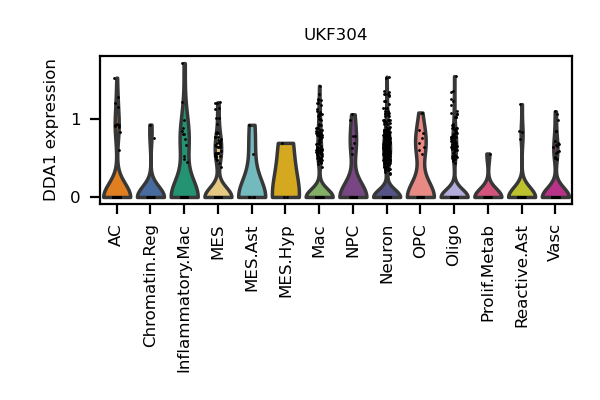 UKF304
DDA1 expression
1
0
AC
Chromatin.Reg
Inflammatory.Mac
MES
MES.Ast
MES.Hyp
Mac
NPC
Neuron
OPC
Oligo
Prolif.Metab
Reactive.Ast
Vasc